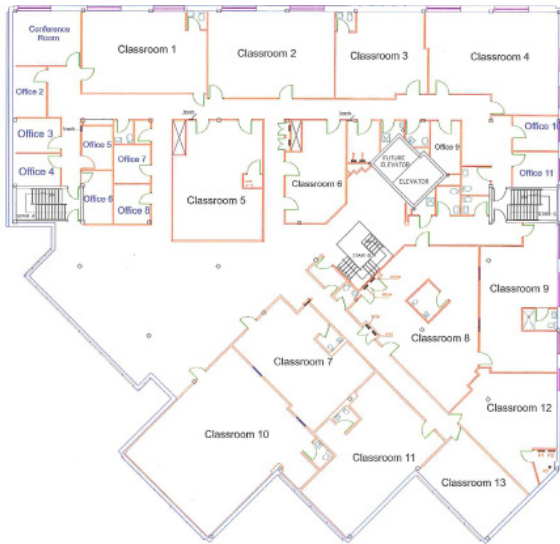 Conference
Room
Classroom 1
Classroom 2
Classroom 3
Classroom 4
Office 2
Office 3
Office 4
Office 5
Office 6
Office 7
Office 8
Classroom 5
Classroom 6
FUTURE
ELEVATOR
ELEVATOR
Office 9
Office 10
Office 11
Classroom 9
Classroom 8
Classroom 7
Classroom 10
Classroom 11
Classroom 12
Classroom 13